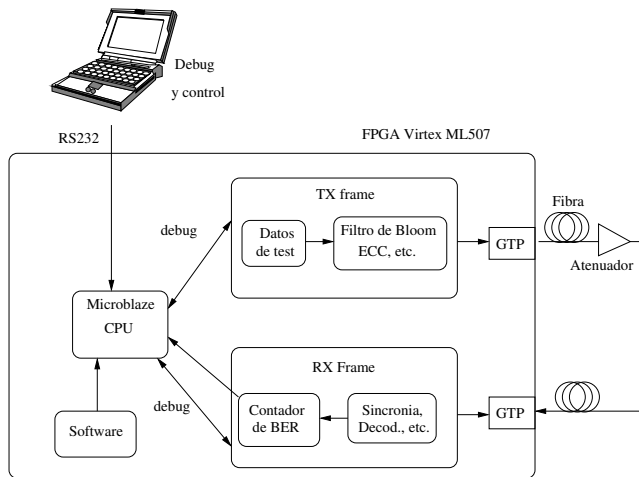 Debug
y control
RS232
FPGA Virtex ML507
TX frame
Fibra
debug
Datos
de test
Filtro de Bloom
ECC, etc.
GTP
Atenuador
Microblaze
CPU
RX Frame
debug
Contador
de BER
Sincronia,
Decod., etc.
GTP
Software